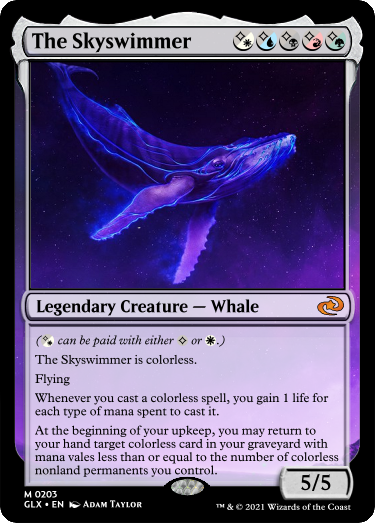 The Skyswimmer
Legendary Creature — Whale
( can be paid with either or .)
The Skyswimmer is colorless.
Flying
Whenever you cast a colorless spell, you gain 1 life for
each type of mana spent to cast it.
At the beginning of your upkeep, you may return to
your hand target colorless card in your graveyard with
mana vales less than or equal to the number of colorless
nonland permanents you control.
5/5
M 0203
GLX • EN ADAM TAYLOR
™ & © 2021 Wizards of the Coast